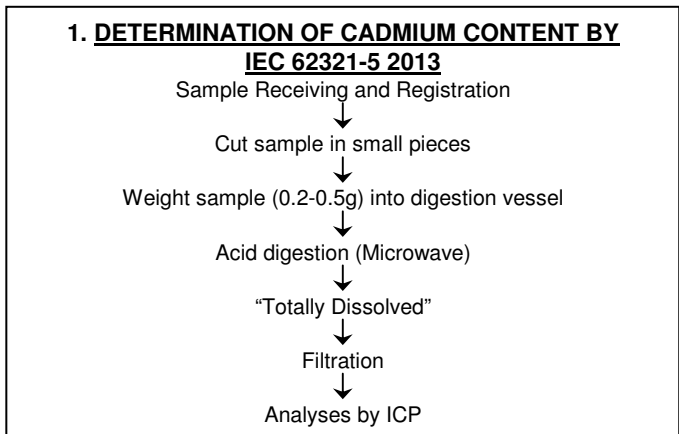 1. DETERMINATION OF CADMIUM CONTENT BY
IEC 62321-5 2013
Sample Receiving and Registration
Cut sample in small pieces
Weight sample (0.2-0.5g) into digestion vessel
Acid digestion (Microwave)
“Totally Dissolved”
Filtration
Analyses by ICP